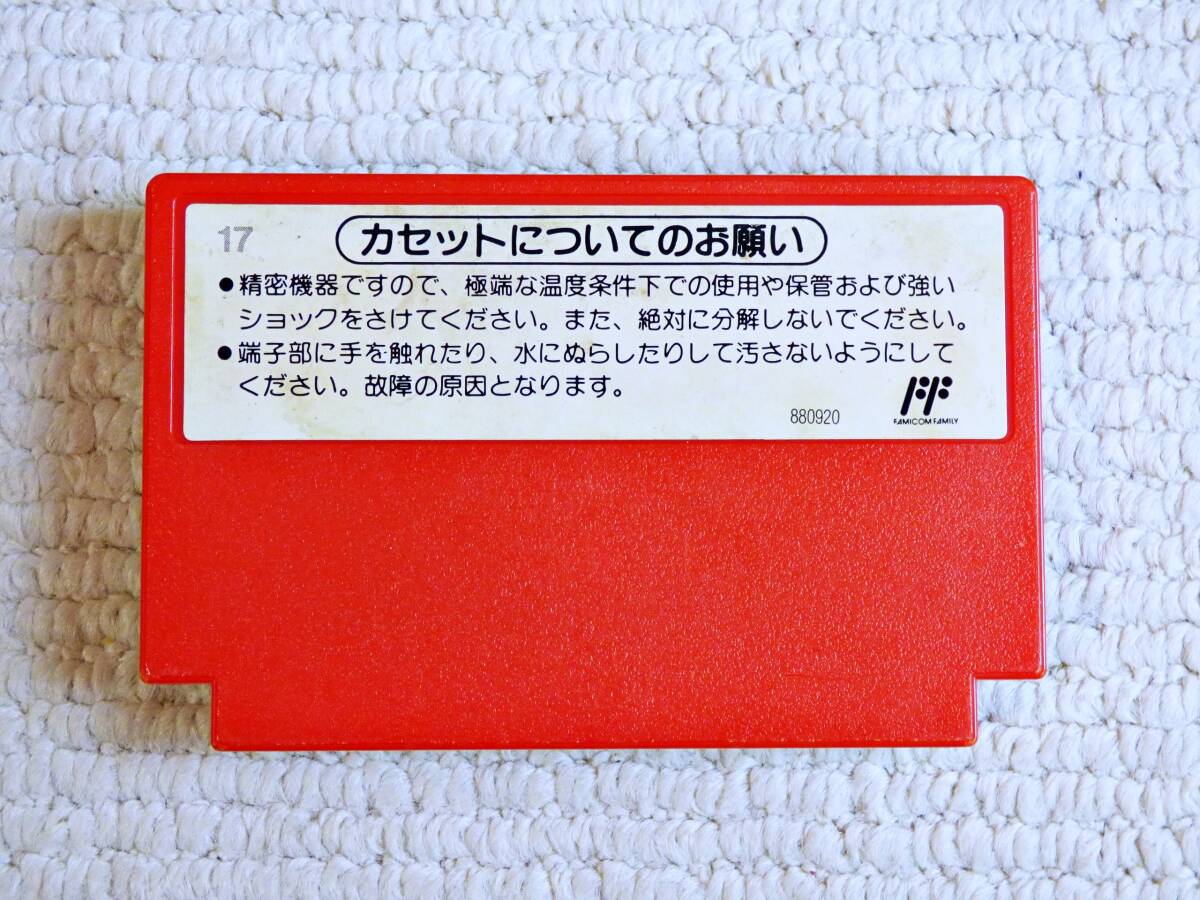 17
カセットについてのお願い
●精密機器ですので、極端な温度条件下での使用や保管および強い
ショックをさけてください。また、絶対に分解しないでください。
●端子部に手を触れたり、水にぬらしたりして汚さないようにして
ください。故障の原因となります。
880920
FAMICOM FAMILY